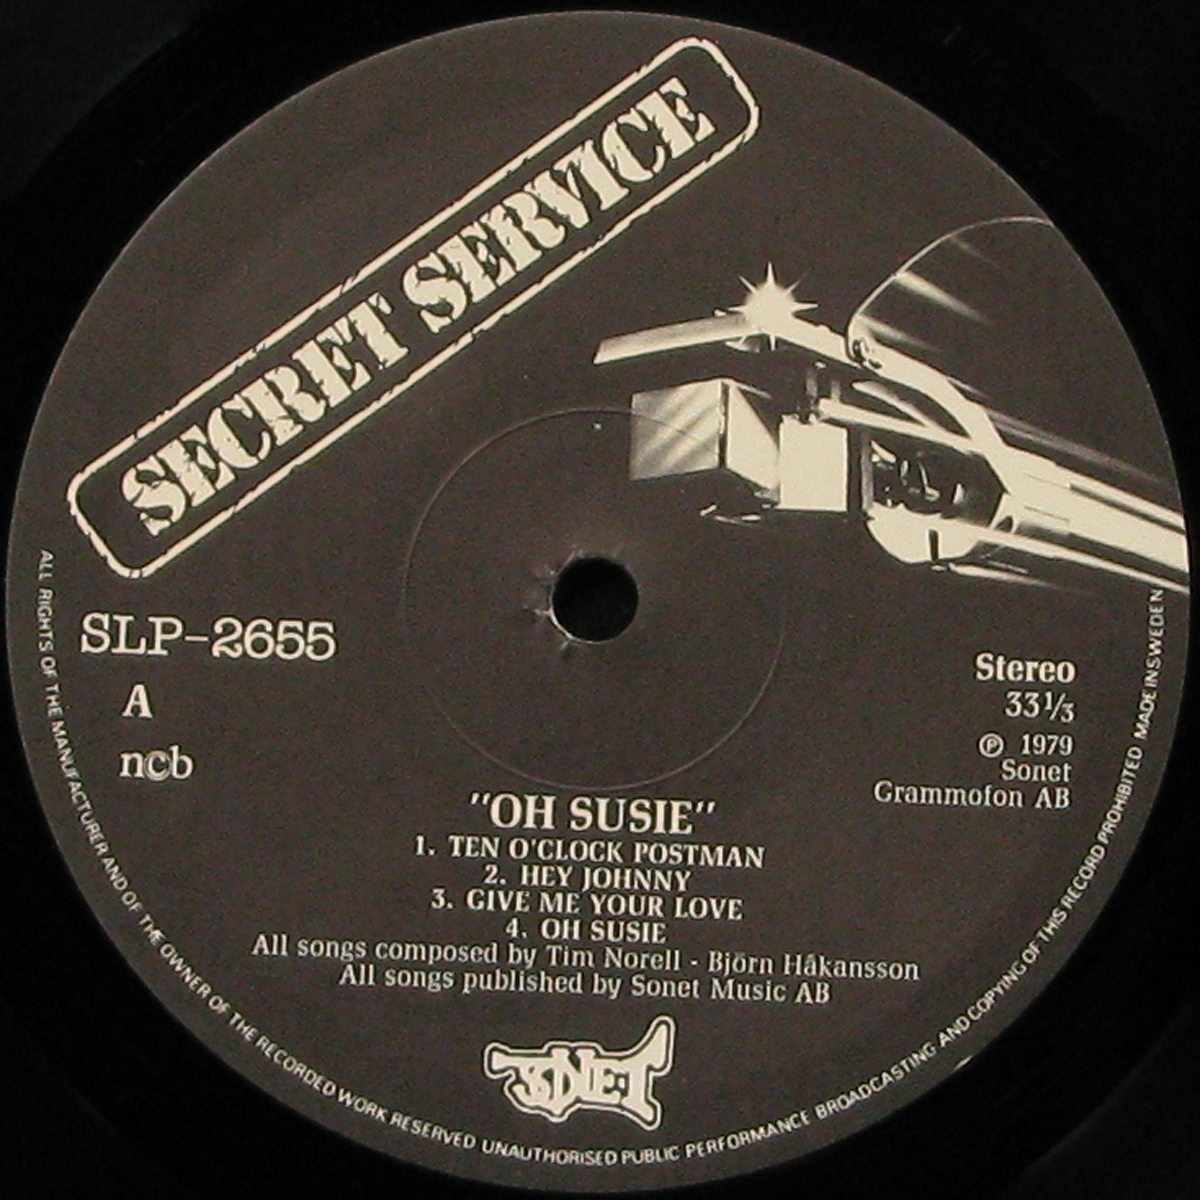 SECRET SERVICE
SLP-2655
A
ncb
Stereo
33⅓
℗ 1979
Sonet
Grammofon AB
"OH SUSIE"
1. TEN O'CLOCK POSTMAN
2. HEY JOHNNY
3. GIVE ME YOUR LOVE
4. OH SUSIE
All songs composed by Tim Norell - Björn Håkansson
All songs published by Sonet Music AB
SONET
ALL RIGHTS OF THE MANUFACTURER AND OF THE OWNER OF THE RECORDED WORK RESERVED UNAUTHORISED PUBLIC PERFORMANCE BROADCASTING AND COPYING OF THIS RECORD PROHIBITED MADE IN SWEDEN